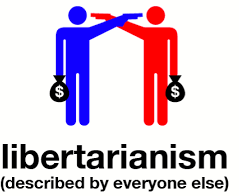 $ $
libertarianism
(described by everyone else)